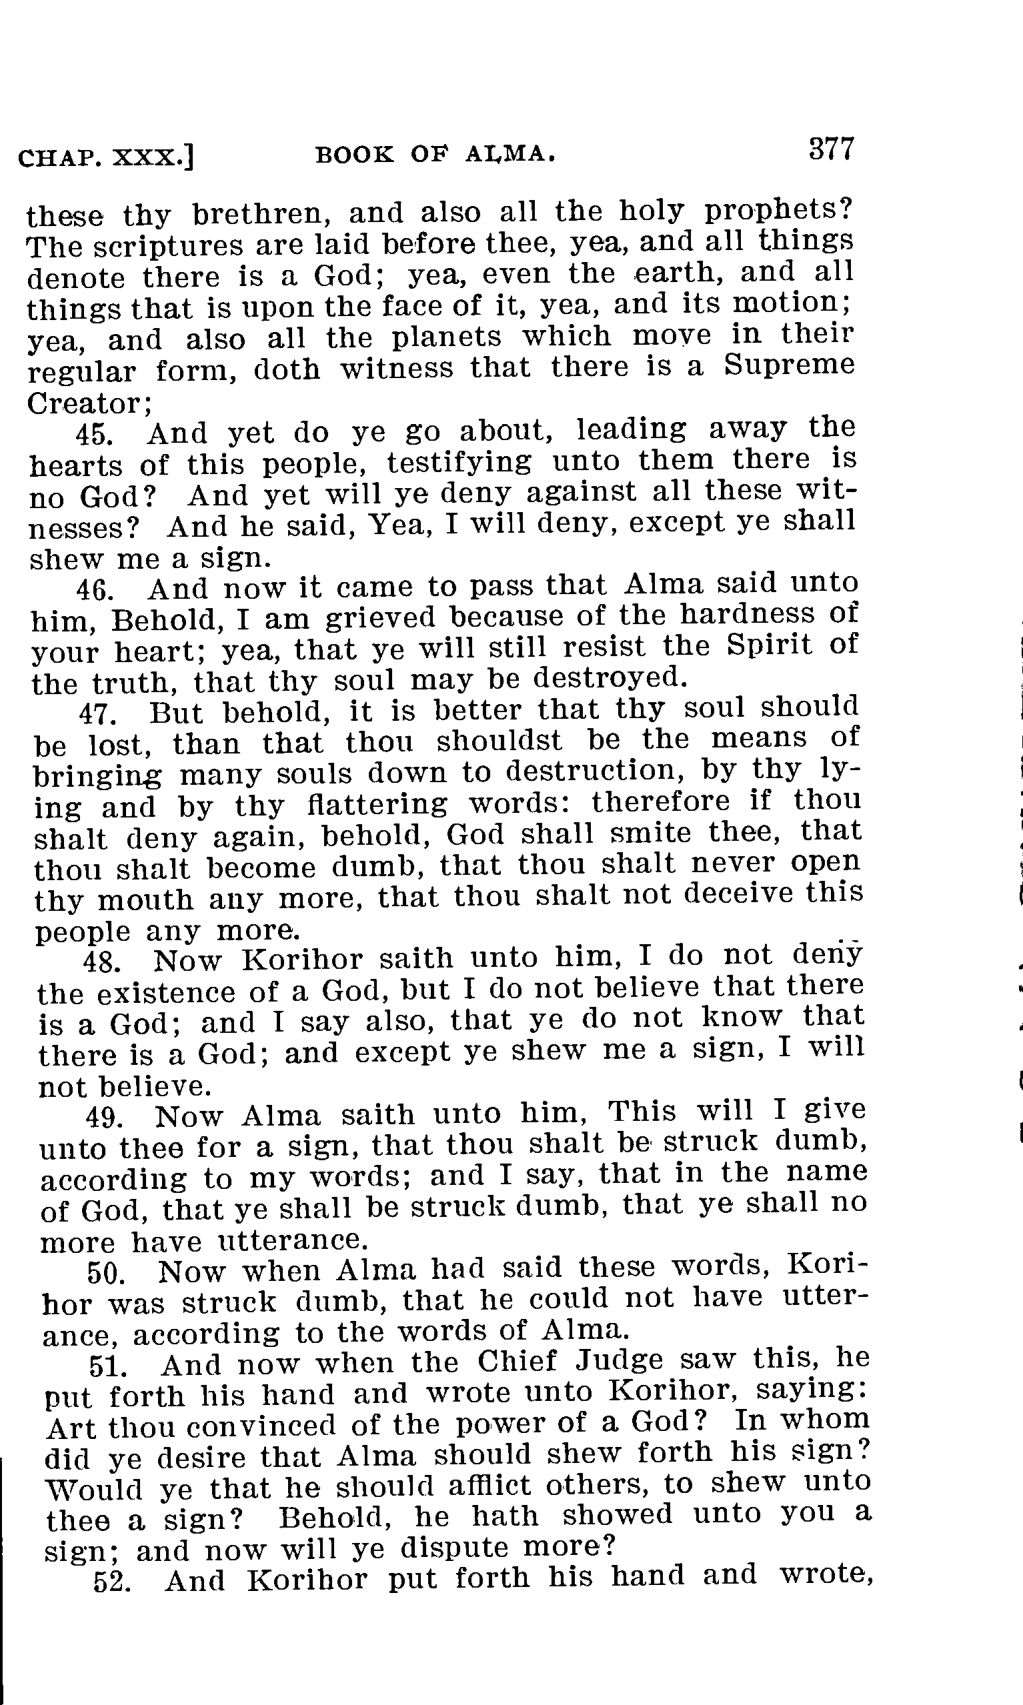 CHAP. XXX.] BOOK OF ALMA. 377
these thy brethren, and also all the holy prophets?
The scriptures are laid before thee, yea, and all things
denote there is a God; yea, even the earth, and all
things that is upon the face of it, yea, and its motion;
yea, and also all the planets which move in their
regular form, doth witness that there is a Supreme
Creator;
45. And yet do ye go about, leading away the
hearts of this people, testifying unto them there is
no God? And yet will ye deny against all these wit-
nesses? And he said, Yea, I will deny, except ye shall
shew me a sign.
46. And now it came to pass that Alma said unto
him, Behold, I am grieved because of the hardness of
your heart; yea, that ye will still resist the Spirit of
the truth, that thy soul may be destroyed.
47. But behold, it is better that thy soul should
be lost, than that thou shouldst be the means of
bringing many souls down to destruction, by thy ly-
ing and by thy flattering words: therefore if thou
shalt deny again, behold, God shall smite thee, that
thou shalt become dumb, that thou shalt never open
thy mouth any more, that thou shalt not deceive this
people any more.
48. Now Korihor saith unto him, I do not deny
the existence of a God, but I do not believe that there
is a God; and I say also, that ye do not know that
there is a God; and except ye shew me a sign, I will
not believe.
49. Now Alma saith unto him, This will I give
unto thee for a sign, that thou shalt be struck dumb,
according to my words; and I say, that in the name
of God, that ye shall be struck dumb, that ye shall no
more have utterance.
50. Now when Alma had said these words, Kori-
hor was struck dumb, that he could not have utter-
ance, according to the words of Alma.
51. And now when the Chief Judge saw this, he
put forth his hand and wrote unto Korihor, saying:
Art thou convinced of the power of a God? In whom
did ye desire that Alma should shew forth his sign?
Would ye that he should afflict others, to shew unto
thee a sign? Behold, he hath showed unto you a
sign; and now will ye dispute more?
52. And Korihor put forth his hand and wrote,